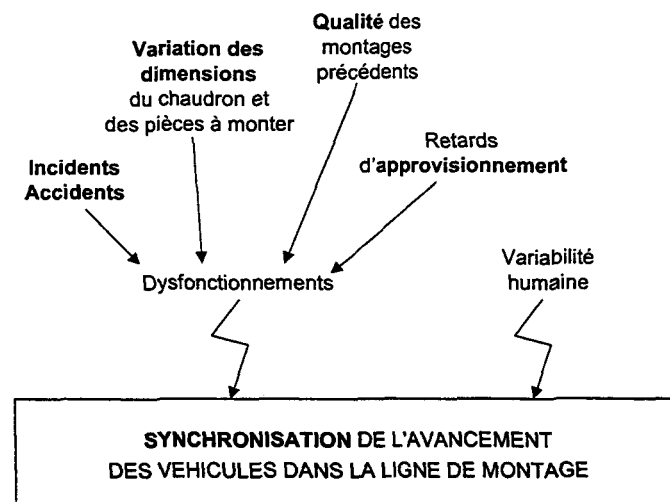 Qualité des
montages
précédents
Variation des
dimensions
du chaudron et
des pièces à monter
Retards
d'approvisionnement
Incidents
Accidents
Dysfonctionnements
Variabilité
humaine
SYNCHRONISATION DE L'AVANCEMENT
DES VEHICULES DANS LA LIGNE DE MONTAGE